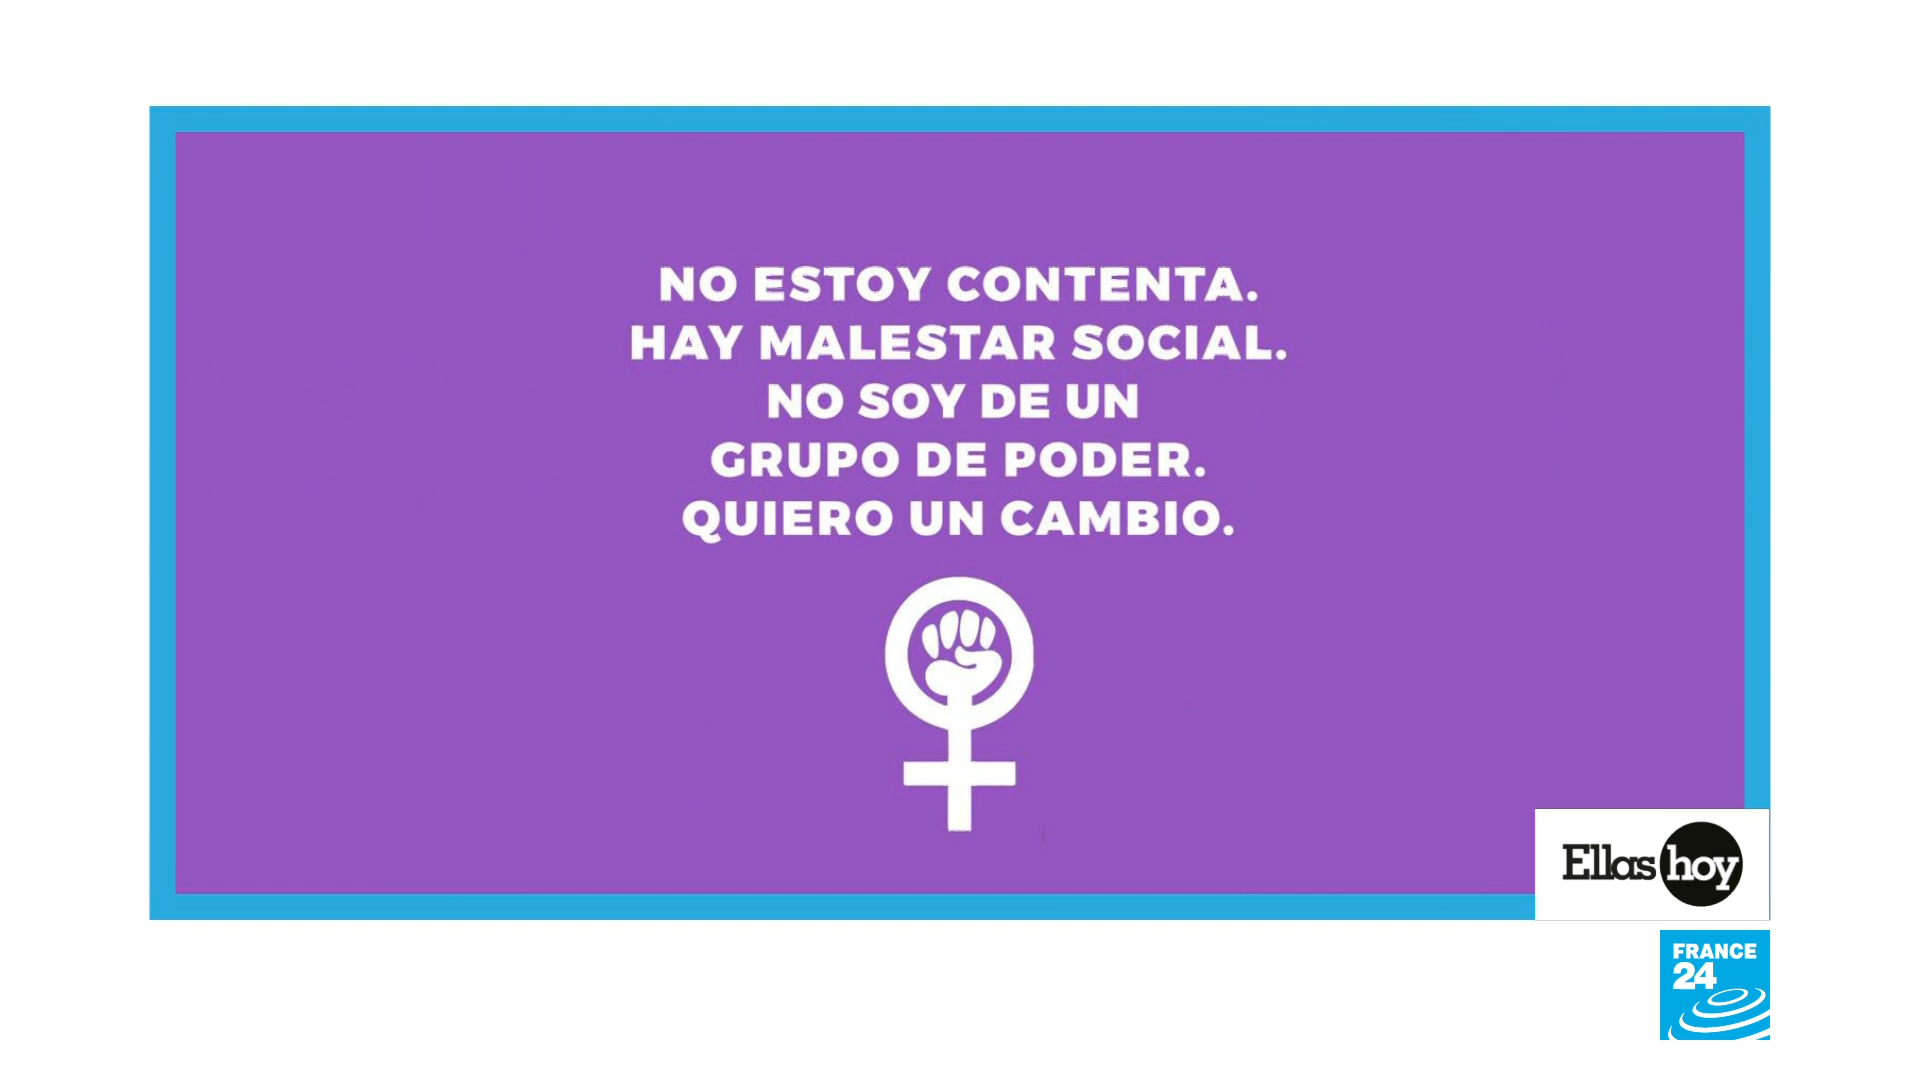 NO ESTOY CONTENTA.
HAY MALESTAR SOCIAL.
NO SOY DE UN
GRUPO DE PODER.
QUIERO UN CAMBIO.
Ellas hoy
FRANCE
24